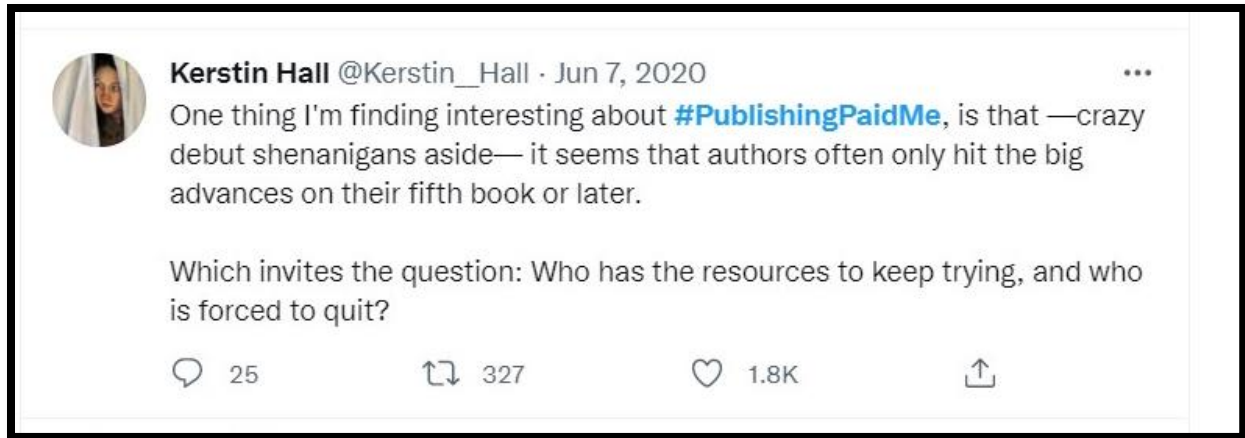 Kerstin Hall @Kerstin__Hall · Jun 7, 2020
One thing I'm finding interesting about #PublishingPaidMe, is that —crazy
debut shenanigans aside— it seems that authors often only hit the big
advances on their fifth book or later.
Which invites the question: Who has the resources to keep trying, and who
is forced to quit?
25 327 1.8K